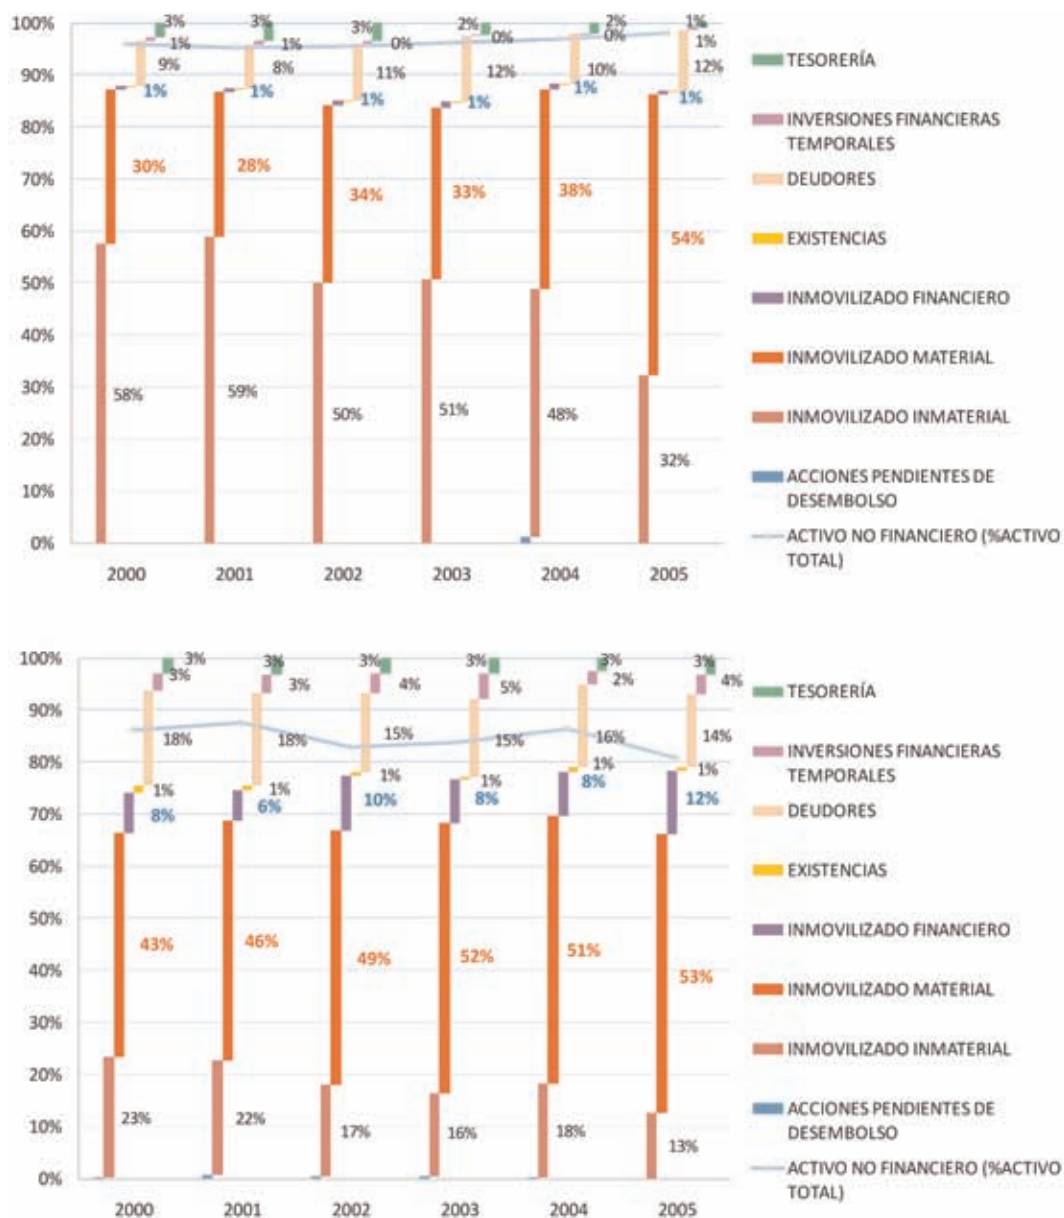 100%
90%
80%
70%
60%
50%
40%
30%
20%
10%
0%
3% 3% 3% 2% 2% 1%
1% 1% 0% 0% 0% 1%
9% 8% 11% 12% 10% 12%
1% 1% 1% 1% 1% 1%
30% 28% 34% 33% 38% 54%
58% 59% 50% 51% 48% 32%
2000 2001 2002 2003 2004 2005
TESORERÍA
INVERSIONES FINANCIERAS
TEMPORALES
DEUDORES
EXISTENCIAS
INMOVILIZADO FINANCIERO
INMOVILIZADO MATERIAL
INMOVILIZADO INMATERIAL
ACCIONES PENDIENTES DE
DESEMBOLSO
ACTIVO NO FINANCIERO (%ACTIVO
TOTAL)
100%
90%
80%
70%
60%
50%
40%
30%
20%
10%
0%
3% 3% 3% 3% 3% 3%
3% 3% 4% 5% 2% 4%
18% 18% 15% 15% 16% 14%
1% 1% 1% 1% 1% 1%
8% 6% 10% 8% 8% 12%
43% 46% 49% 52% 51% 53%
23% 22% 17% 16% 18% 13%
2000 2001 2002 2003 2004 2005
TESORERÍA
INVERSIONES FINANCIERAS
TEMPORALES
DEUDORES
EXISTENCIAS
INMOVILIZADO FINANCIERO
INMOVILIZADO MATERIAL
INMOVILIZADO INMATERIAL
ACCIONES PENDIENTES DE
DESEMBOLSO
ACTIVO NO FINANCIERO (%ACTIVO
TOTAL)